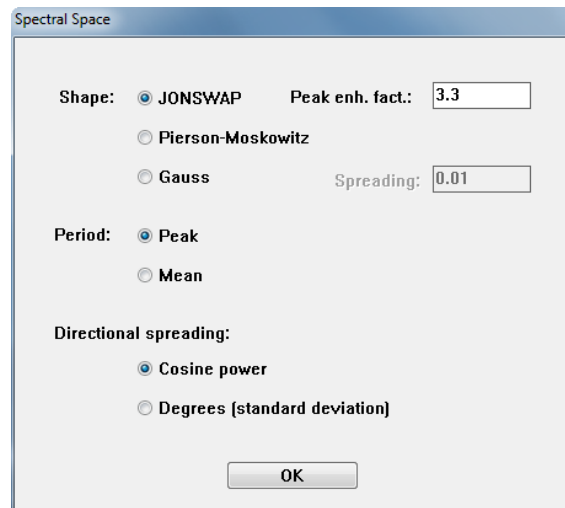 Spectral Space
Shape: JONSWAP Peak enh. fact.: 3.3
Pierson-Moskowitz
Gauss Spreading: 0.01
Period: Peak
Mean
Directional spreading:
Cosine power
Degrees (standard deviation)
OK